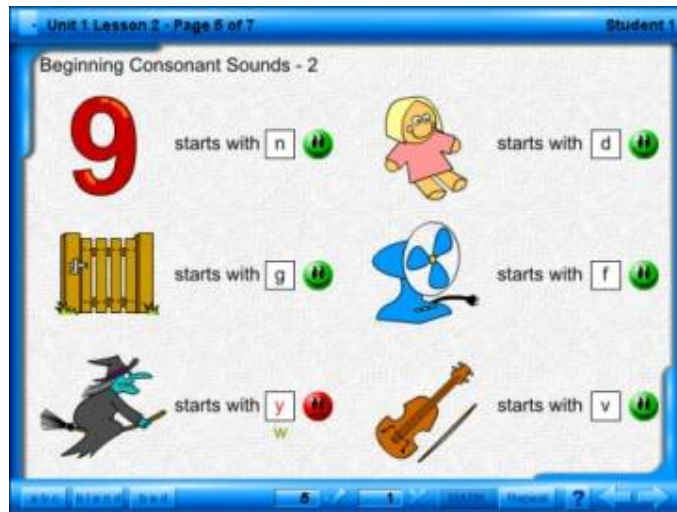 Unit 1 Lesson 2 - Page 5 of 7
Student 1
Beginning Consonant Sounds - 2
9 starts with n
starts with d
starts with g
starts with f
starts with y
w
starts with v
a b c
b l e n d
5
1
Repeat
?